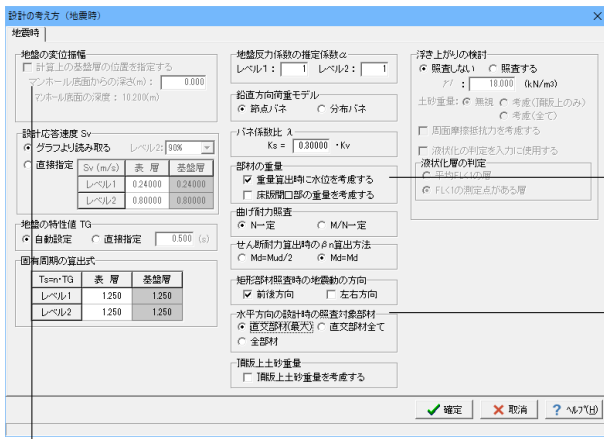 設計の考え方（地震時）
地震時
地盤の変位振幅
計算上の基盤層の位置を指定する
マンホール底面からの深さ(m)： 0.000
マンホール底面の深度：10.200(m)
設計応答速度 Sv
グラフより読み取る レベル2： 90%
直接指定
Sv (m/s) 表 層 基盤層
レベル1 0.24000 0.24000
レベル2 0.80000 0.80000
地盤の特性値 TG
自動設定 直接指定 0.500 (s)
固有周期の算出式
Ts=n･TG 表 層 基盤層
レベル1 1.250 1.250
レベル2 1.250 1.250
地盤反力係数の推定係数α
レベル1： 1 レベル2： 1
鉛直方向荷重モデル
節点バネ 分布バネ
バネ係数比 λ
Ks = 0.30000 ･Kv
部材の重量
重量算出時に水位を考慮する
床版開口部の重量を考慮する
曲げ耐力照査
N一定 M/N一定
せん断耐力算出時のβn算出方法
Md=Mud/2 Md=Md
矩形部材照査時の地震動の方向
前後方向 左右方向
水平方向の設計時の照査対象部材
直交部材(最大) 直交部材全て
全部材
頂版上土砂重量
頂版上土砂重量を考慮する
浮き上がりの検討
照査しない 照査する
： 18.000 (kN/m3)
土砂重量： 無視 考慮(頂版上のみ)
考慮(全て)
周面摩擦抵抗力を考慮する
液状化の判定を入力に使用する
液状化層の判定
平均FL<1の層
FL<1の測定点がある層
確定 取消 ヘルプ(H)